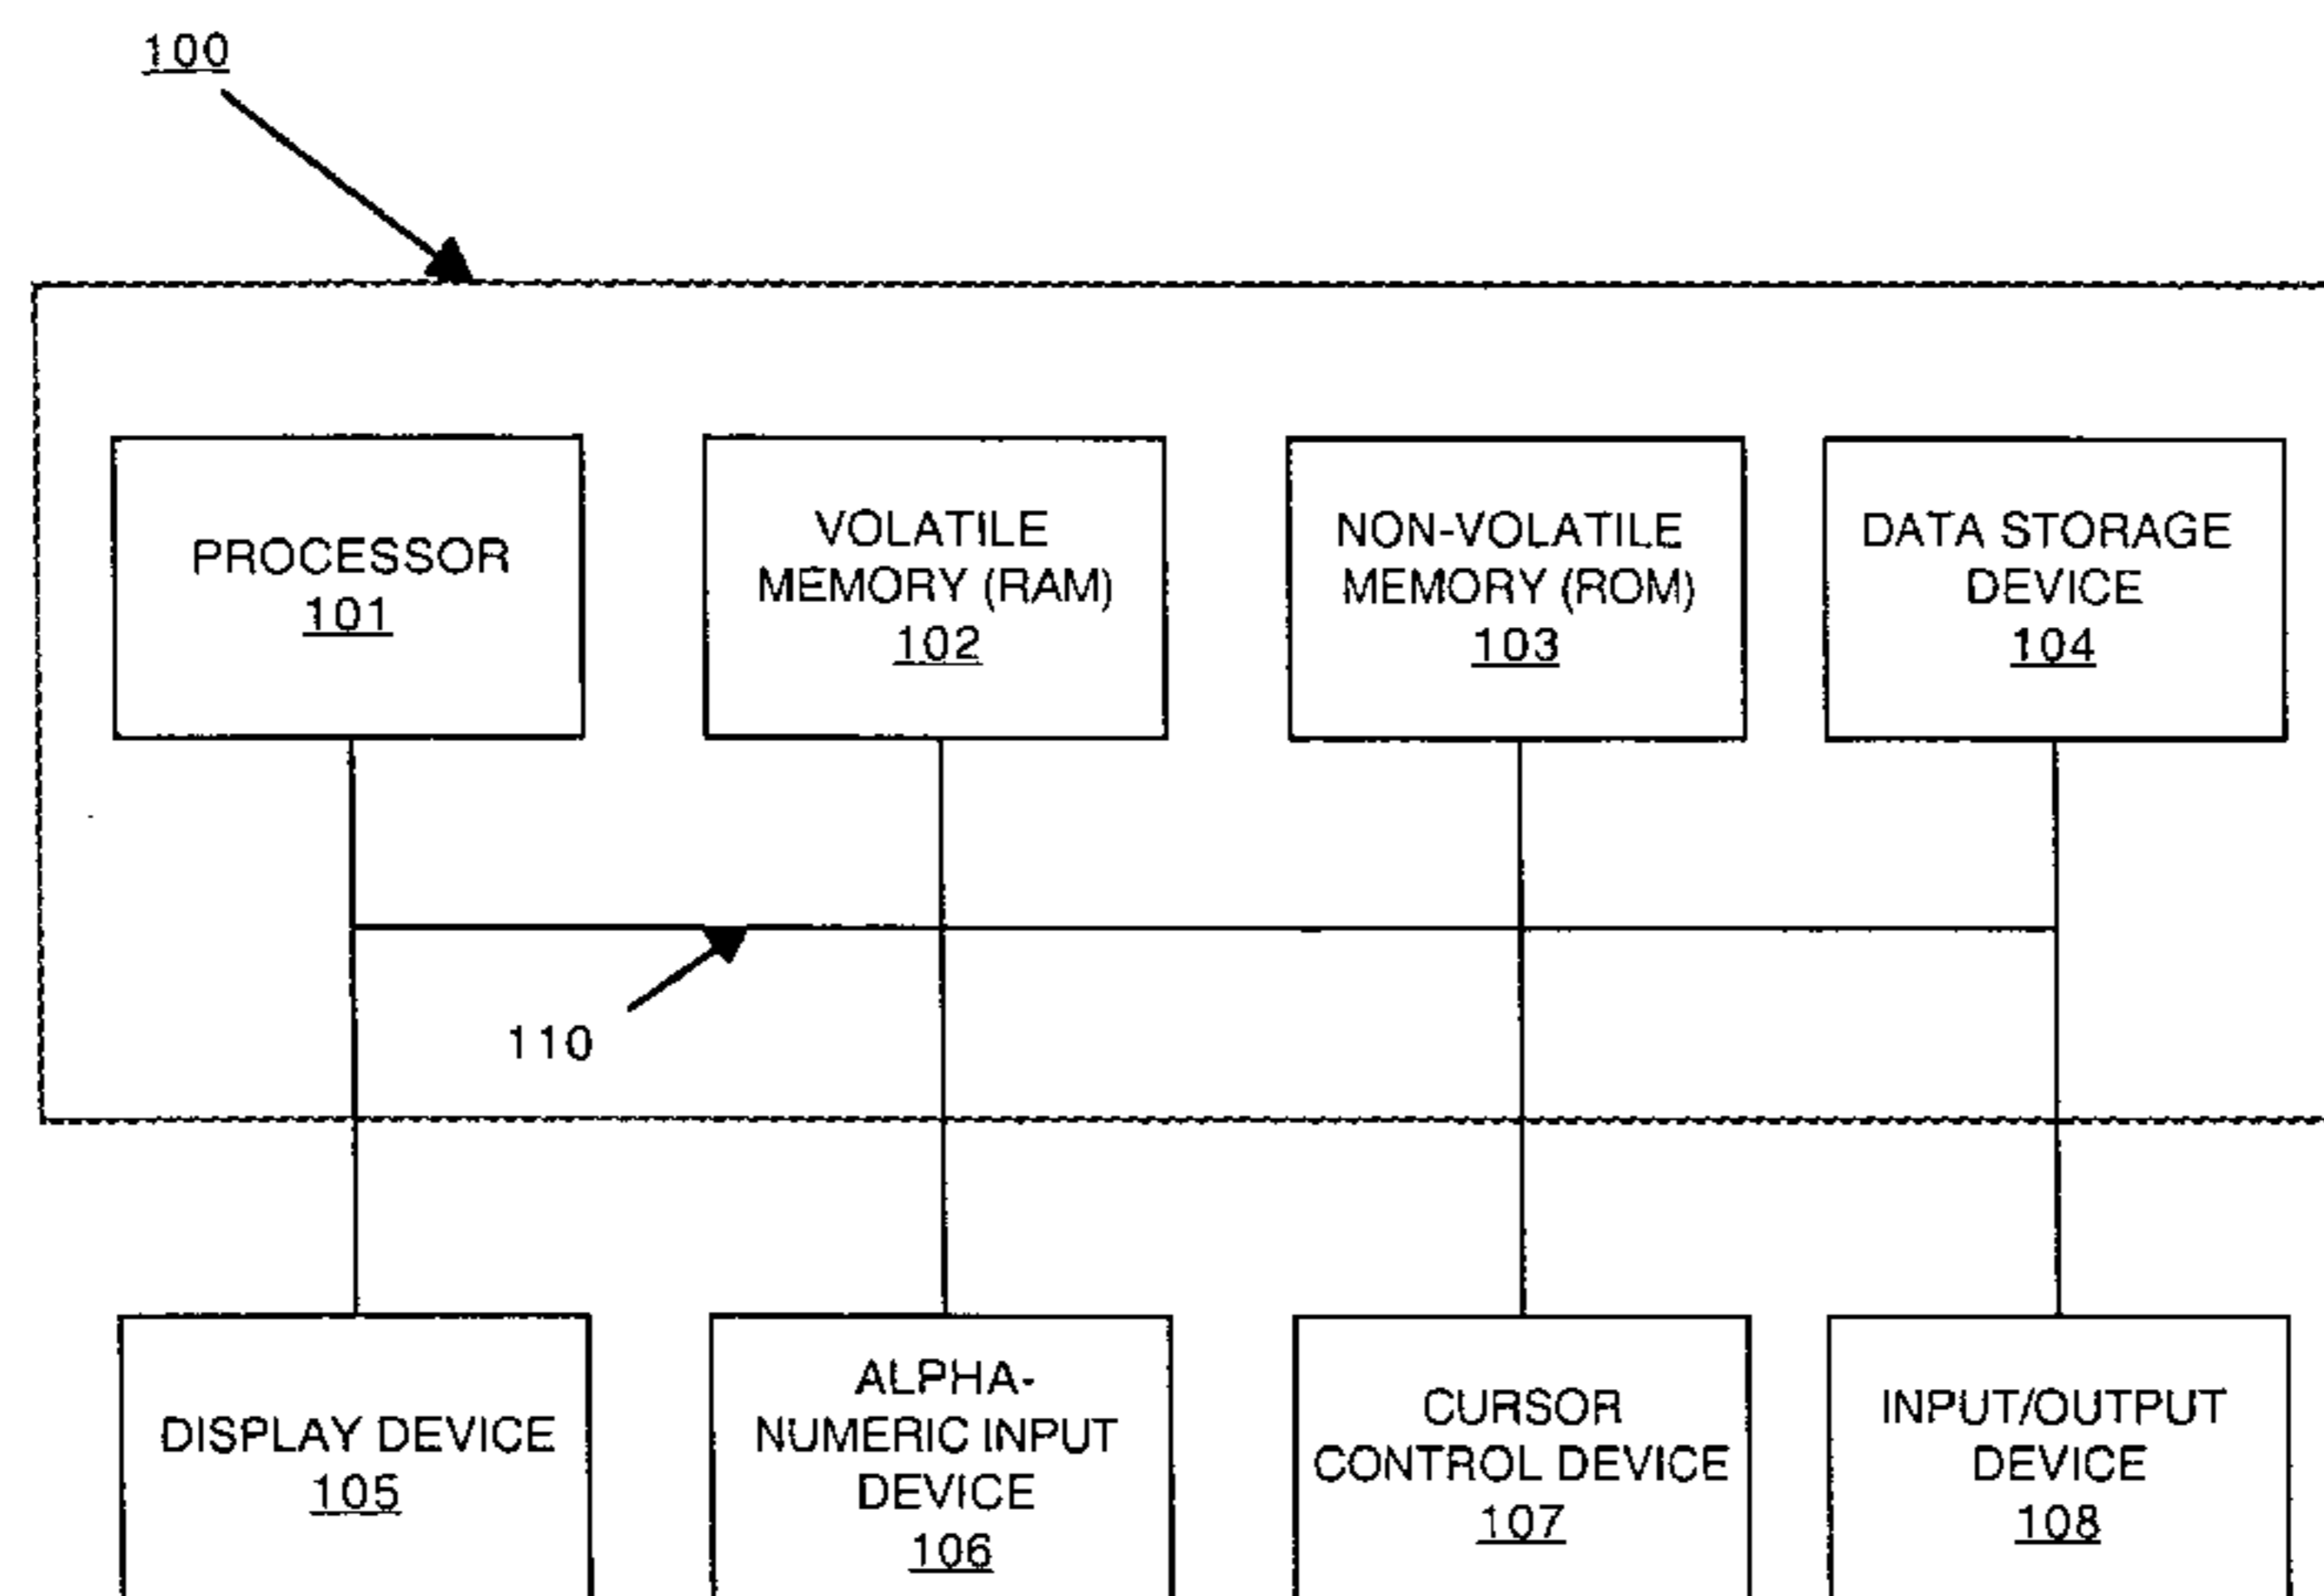 100
PROCESSOR
101
VOLATILE
MEMORY (RAM)
102
NON-VOLATILE
MEMORY (ROM)
103
DATA STORAGE
DEVICE
104
110
DISPLAY DEVICE
105
ALPHA-
NUMERIC INPUT
DEVICE
106
CURSOR
CONTROL DEVICE
107
INPUT/OUTPUT
DEVICE
108